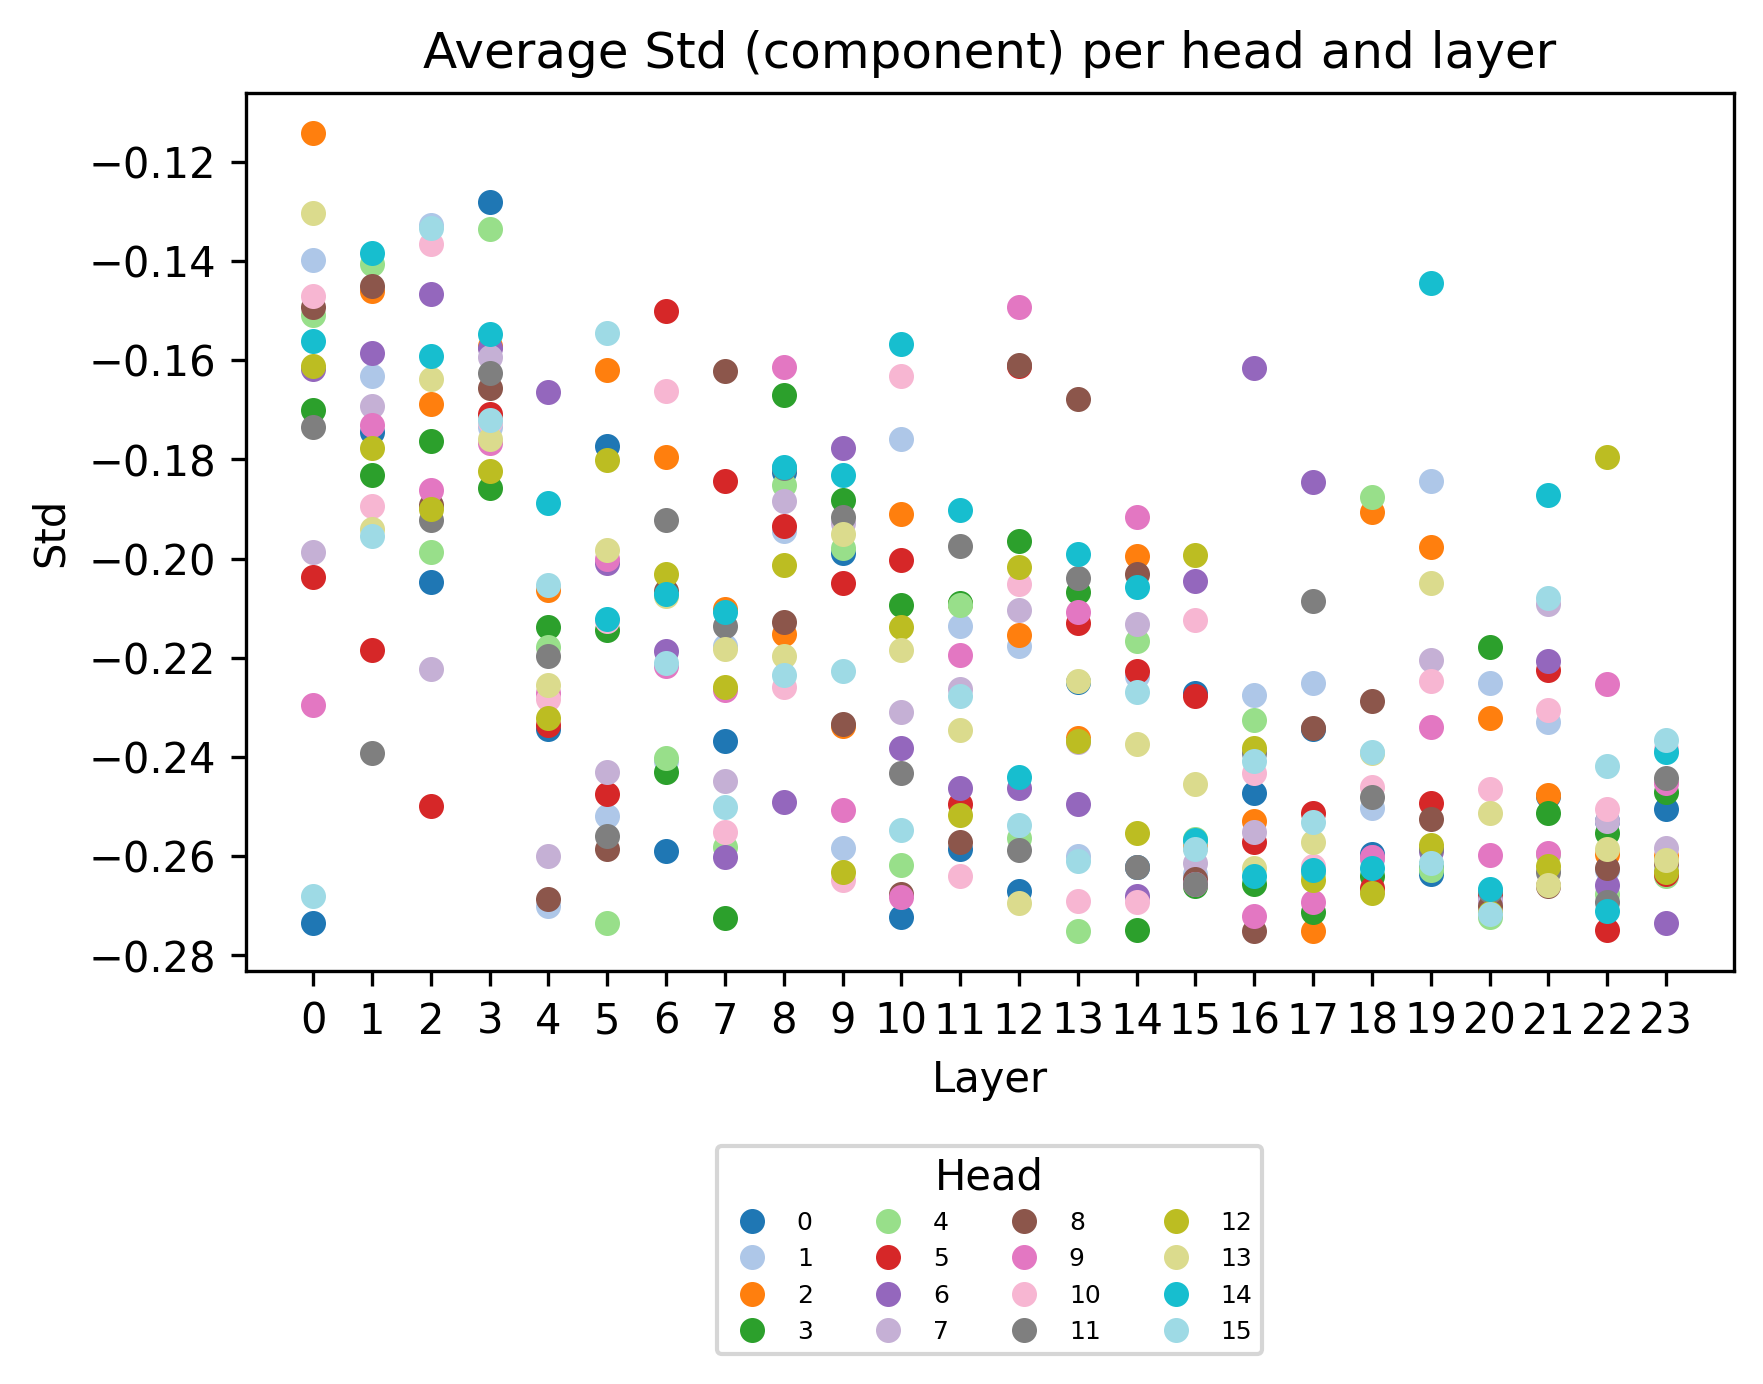 Average Std (component) per head and layer
−0.12
−0.14
−0.16
−0.18
−0.20
−0.22
−0.24
−0.26
−0.28
Std
0 1 2 3 4 5 6 7 8 9 10 11 12 13 14 15 16 17 18 19 20 21 22 23
Layer
Head
0 4 8 12
1 5 9 13
2 6 10 14
3 7 11 15